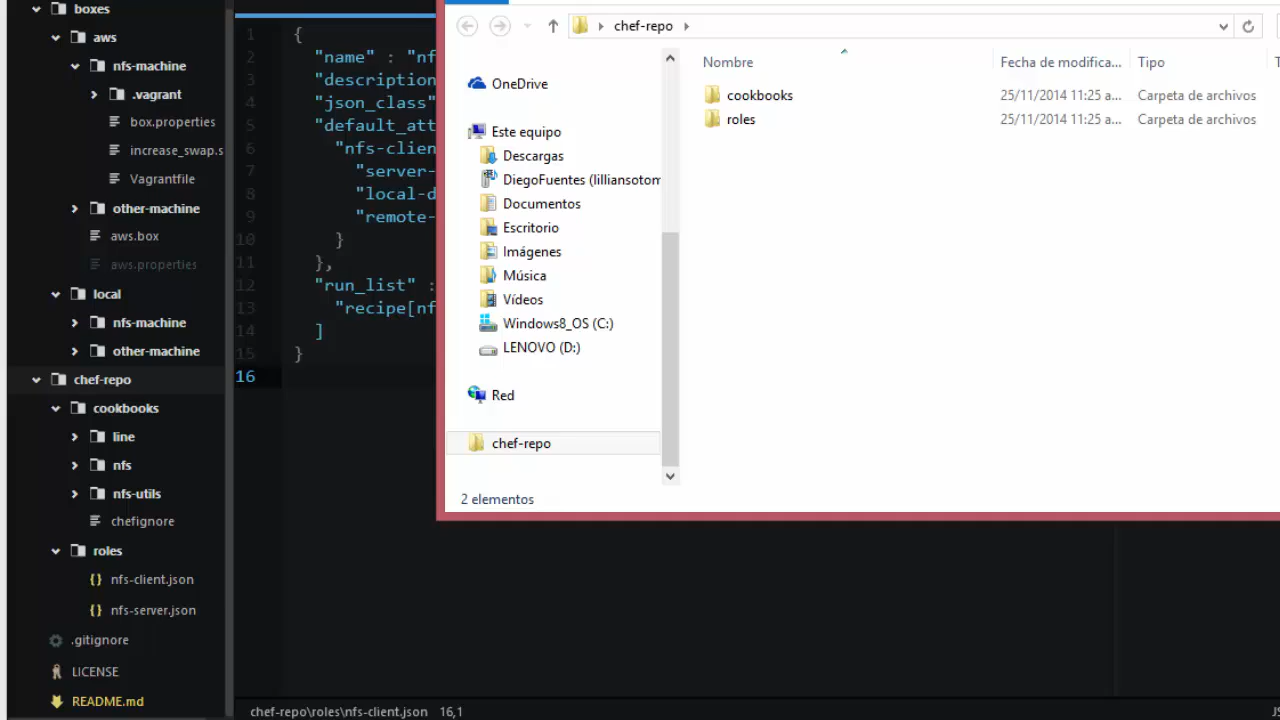 boxes
aws
nfs-machine
.vagrant
box.properties
increase_swap.s
Vagrantfile
other-machine
aws.box
aws.properties
local
nfs-machine
other-machine
chef-repo
cookbooks
line
nfs
nfs-utils
chefignore
roles
{} nfs-client.json
{} nfs-server.json
.gitignore
LICENSE
README.md
1 {
2 "name" : "nf
3 "description
4 "json_class"
5 "default_att
6 "nfs-clien
7 "server-
8 "local-d
9 "remote-
10 }
11 },
12 "run_list" :
13 "recipe[nf
14 ]
15 }
16
chef-repo\roles\nfs-client.json 16,1
JS
chef-repo
OneDrive
Este equipo
Descargas
DiegoFuentes (lilliansotom
Documentos
Escritorio
Imágenes
Música
Vídeos
Windows8_OS (C:)
LENOVO (D:)
Red
chef-repo
2 elementos
Nombre Fecha de modifica... Tipo T
cookbooks 25/11/2014 11:25 a... Carpeta de archivos
roles 25/11/2014 11:25 a... Carpeta de archivos